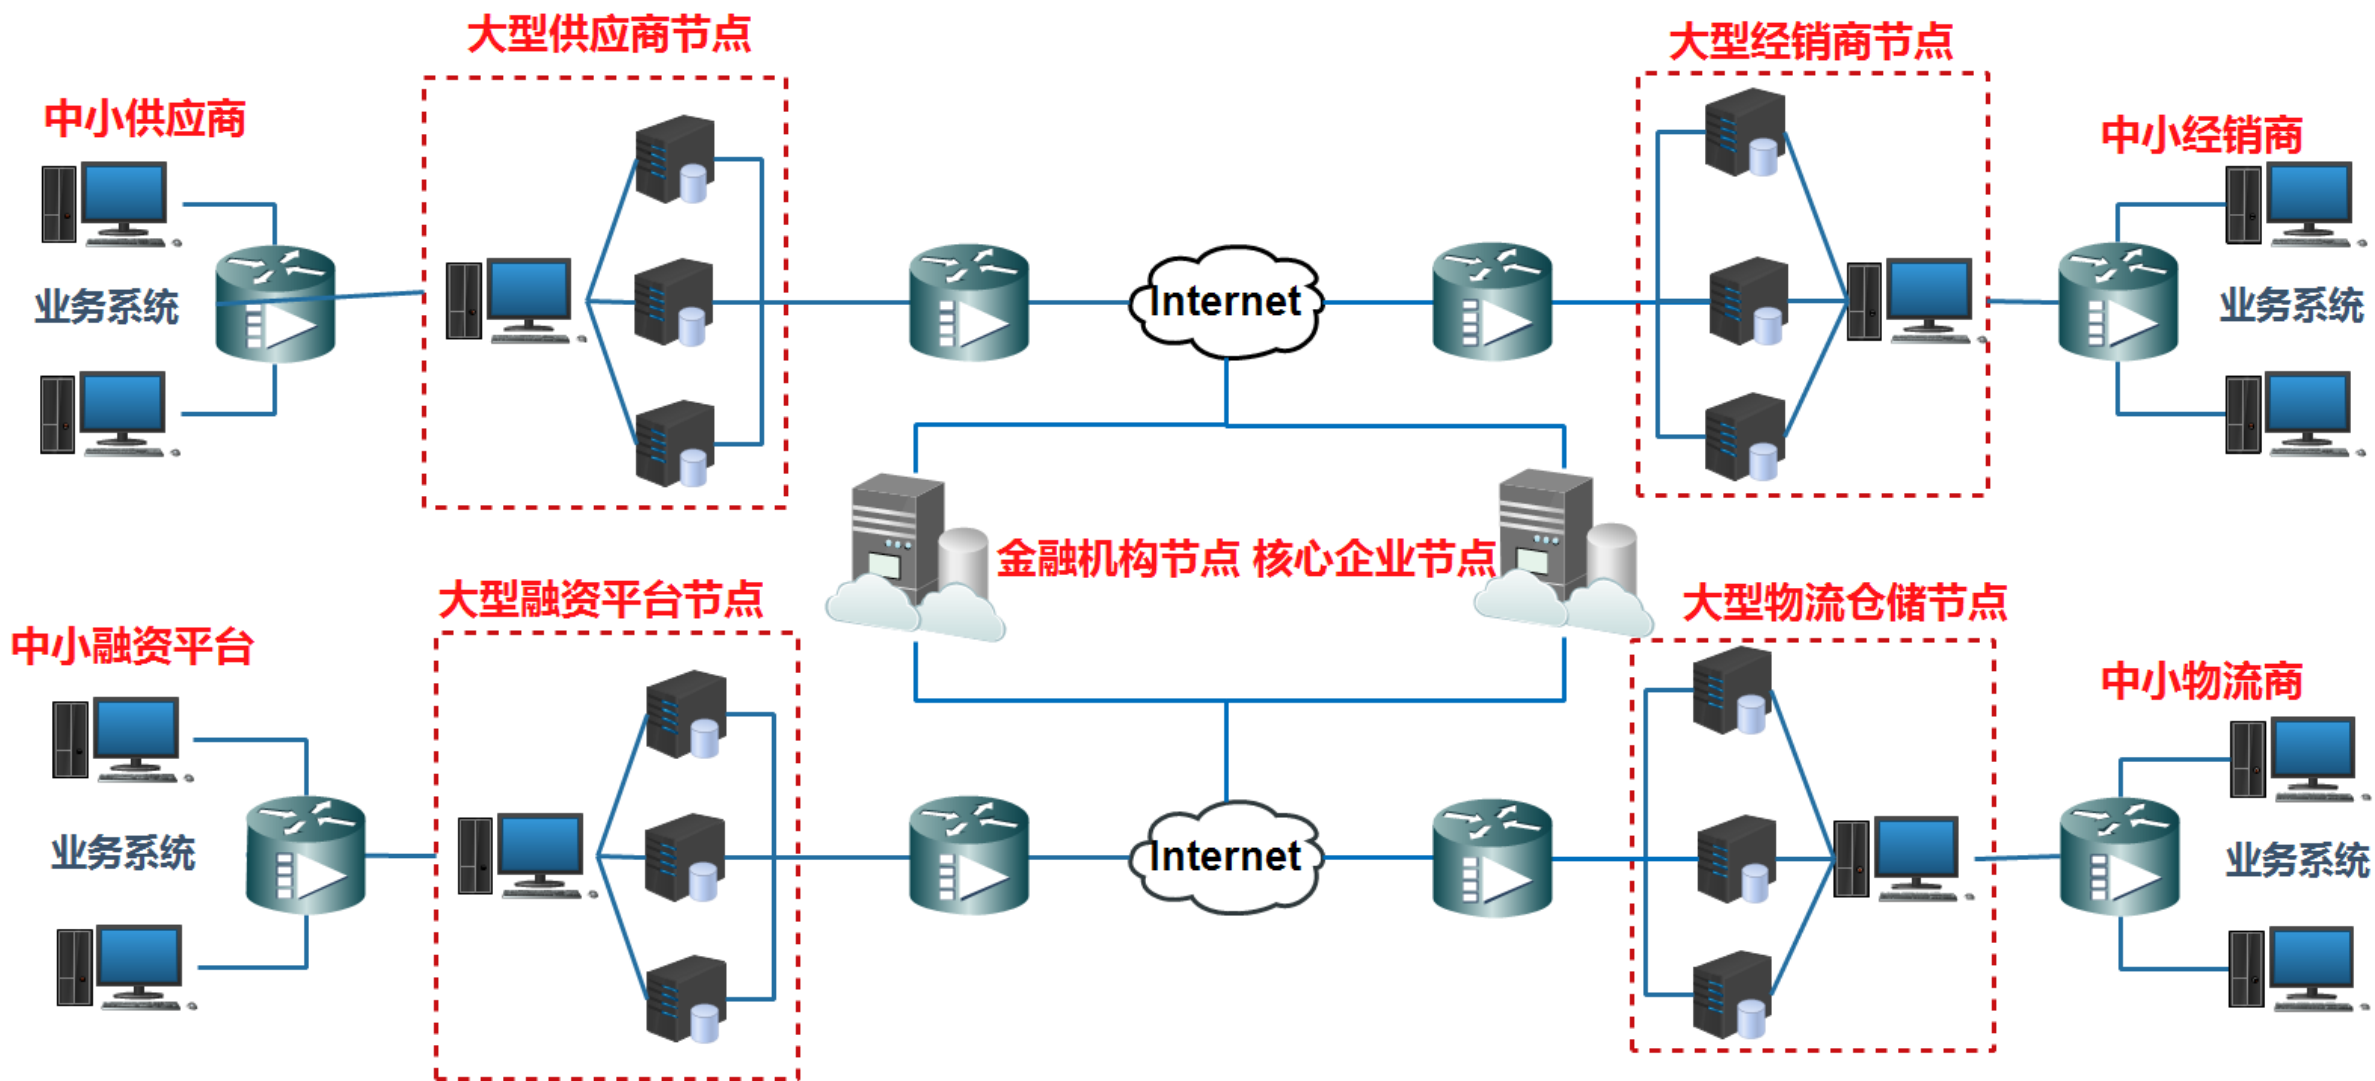 大型供应商节点
大型经销商节点
中小供应商
中小经销商
业务系统
Internet
业务系统
金融机构节点 核心企业节点
大型融资平台节点
大型物流仓储节点
中小融资平台
中小物流商
业务系统
Internet
业务系统